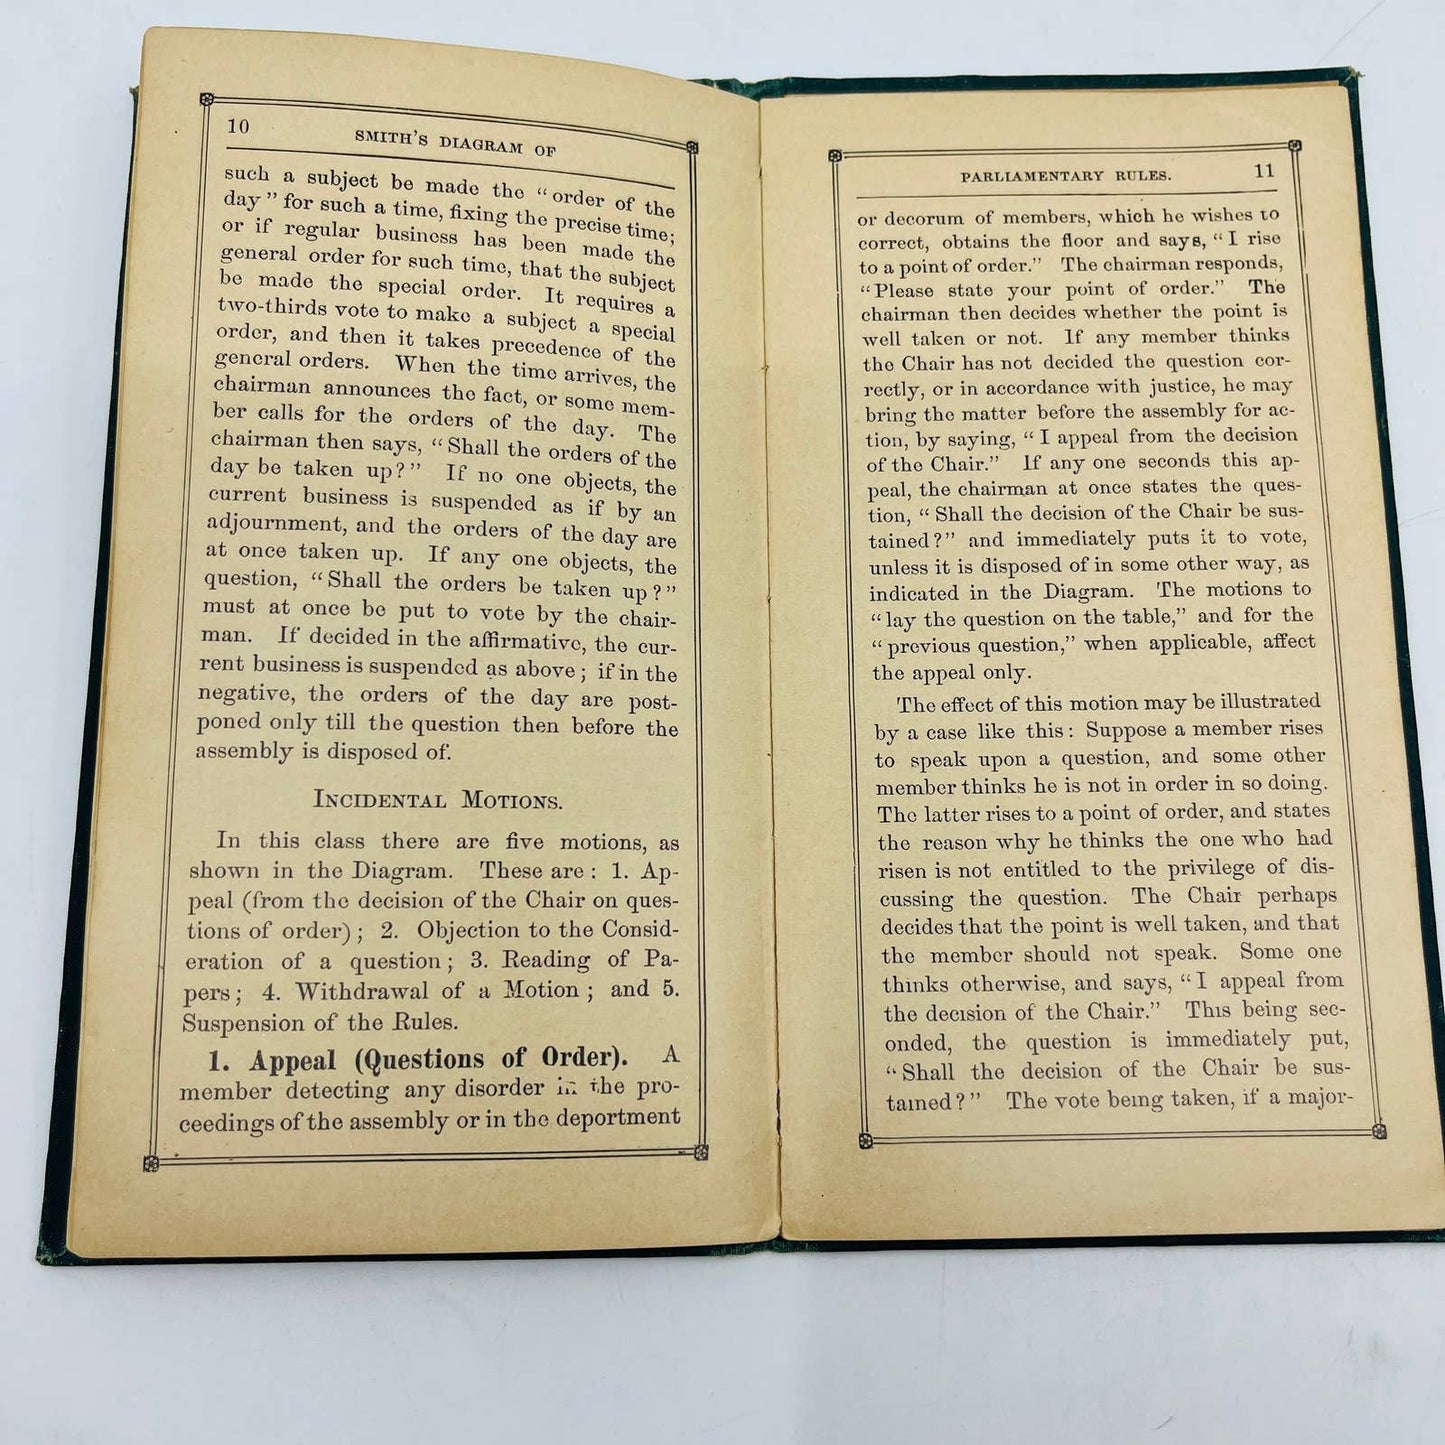 10
SMITH'S DIAGRAM OF
such a subject be made the "order of the
day" for such a time, fixing the precise time;
or if regular business has been made the
general order for such time, that the subject
be made the special order. It requires a
two-thirds vote to make a subject a special
order, and then it takes precedence of the
general orders. When the time arrives, the
chairman announces the fact, or some mem-
ber calls for the orders of the day. The
chairman then says, "Shall the orders of the
day be taken up?" If no one objects, the
current business is suspended as if by an
adjournment, and the orders of the day are
at once taken up. If any one objects, the
question, "Shall the orders be taken up?"
must at once be put to vote by the chair-
man. If decided in the affirmative, the cur-
rent business is suspended as above; if in the
negative, the orders of the day are post-
poned only till the question then before the
assembly is disposed of.
INCIDENTAL MOTIONS.
In this class there are five motions, as
shown in the Diagram. These are: 1. Ap-
peal (from the decision of the Chair on ques-
tions of order); 2. Objection to the Consid-
eration of a question; 3. Reading of Pa-
pers; 4. Withdrawal of a Motion; and 5.
Suspension of the Rules.
1. Appeal (Questions of Order). A
member detecting any disorder in the pro-
ceedings of the assembly or in the deportment
PARLIAMENTARY RULES. 11
or decorum of members, which he wishes to
correct, obtains the floor and says, "I rise
to a point of order." The chairman responds,
"Please state your point of order." The
chairman then decides whether the point is
well taken or not. If any member thinks
the Chair has not decided the question cor-
rectly, or in accordance with justice, he may
bring the matter before the assembly for ac-
tion, by saying, "I appeal from the decision
of the Chair." If any one seconds this ap-
peal, the chairman at once states the ques-
tion, "Shall the decision of the Chair be sus-
tained?" and immediately puts it to vote,
unless it is disposed of in some other way, as
indicated in the Diagram. The motions to
"lay the question on the table," and for the
"previous question," when applicable, affect
the appeal only.
The effect of this motion may be illustrated
by a case like this: Suppose a member rises
to speak upon a question, and some other
member thinks he is not in order in so doing.
The latter rises to a point of order, and states
the reason why he thinks the one who had
risen is not entitled to the privilege of dis-
cussing the question. The Chair perhaps
decides that the point is well taken, and that
the member should not speak. Some one
thinks otherwise, and says, "I appeal from
the decision of the Chair." This being sec-
onded, the question is immediately put,
"Shall the decision of the Chair be sus-
tained?" The vote being taken, if a major-